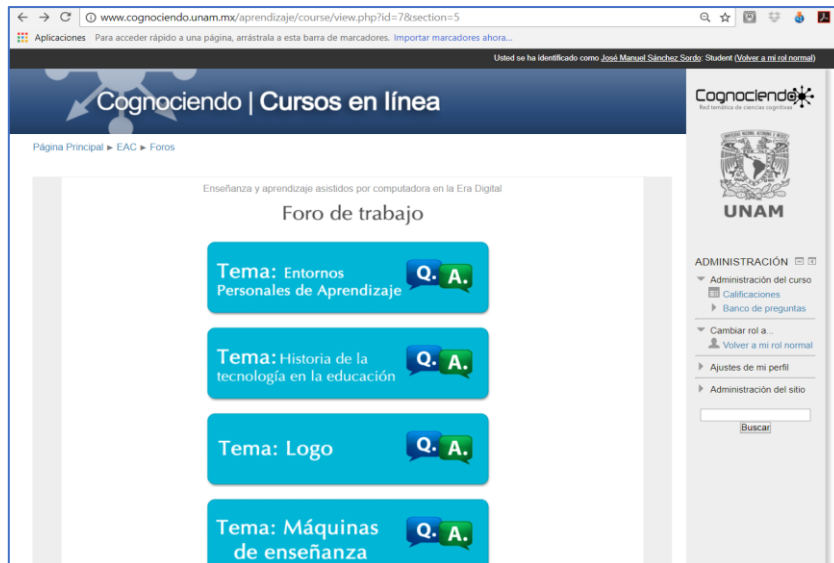 www.cognociendo.unam.mx/aprendizaje/course/view.php?id=7&section=5
Aplicaciones Para acceder rápido a una página, arrástrala a esta barra de marcadores. Importar marcadores ahora...
Usted se ha identificado como José Manuel Sánchez Sordo: Student (Volver a mi rol normal)
Cognociendo | Cursos en línea
Página Principal ► EAC ► Foros
Enseñanza y aprendizaje asistidos por computadora en la Era Digital
Foro de trabajo
Tema: Entornos
Personales de Aprendizaje
Q. A.
Tema: Historia de la
tecnología en la educación
Q. A.
Tema: Logo
Q. A.
Tema: Máquinas
de enseñanza
Q. A.
Cognociendo
Red temática de ciencias cognitivas
UNAM
ADMINISTRACIÓN
Administración del curso
Calificaciones
Banco de preguntas
Cambiar rol a...
Volver a mi rol normal
Ajustes de mi perfil
Administración del sitio
Buscar